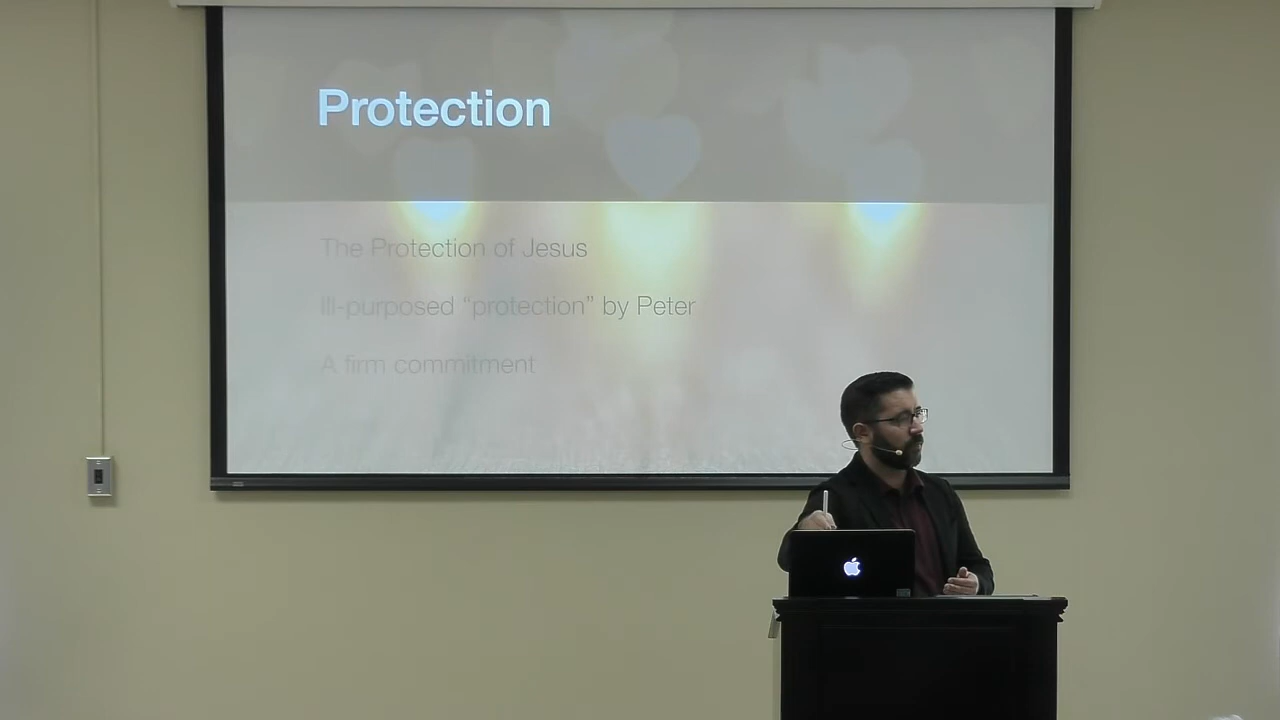 Protection
The Protection of Jesus
Ill-purposed “protection” by Peter
A firm commitment